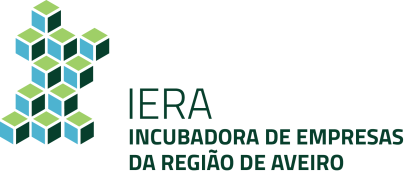 IERA
INCUBADORA DE EMPRESAS
DA REGIÃO DE AVEIRO